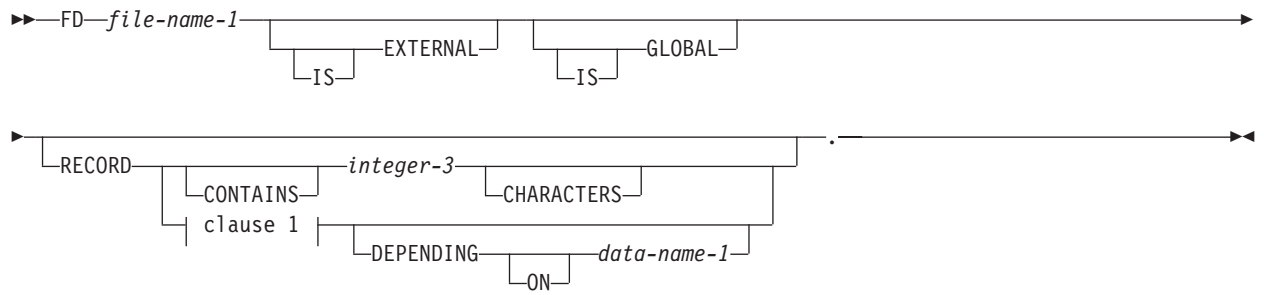 FD file-name-1 EXTERNAL GLOBAL
IS IS
RECORD integer-3 .
CONTAINS CHARACTERS
clause 1
DEPENDING data-name-1
ON